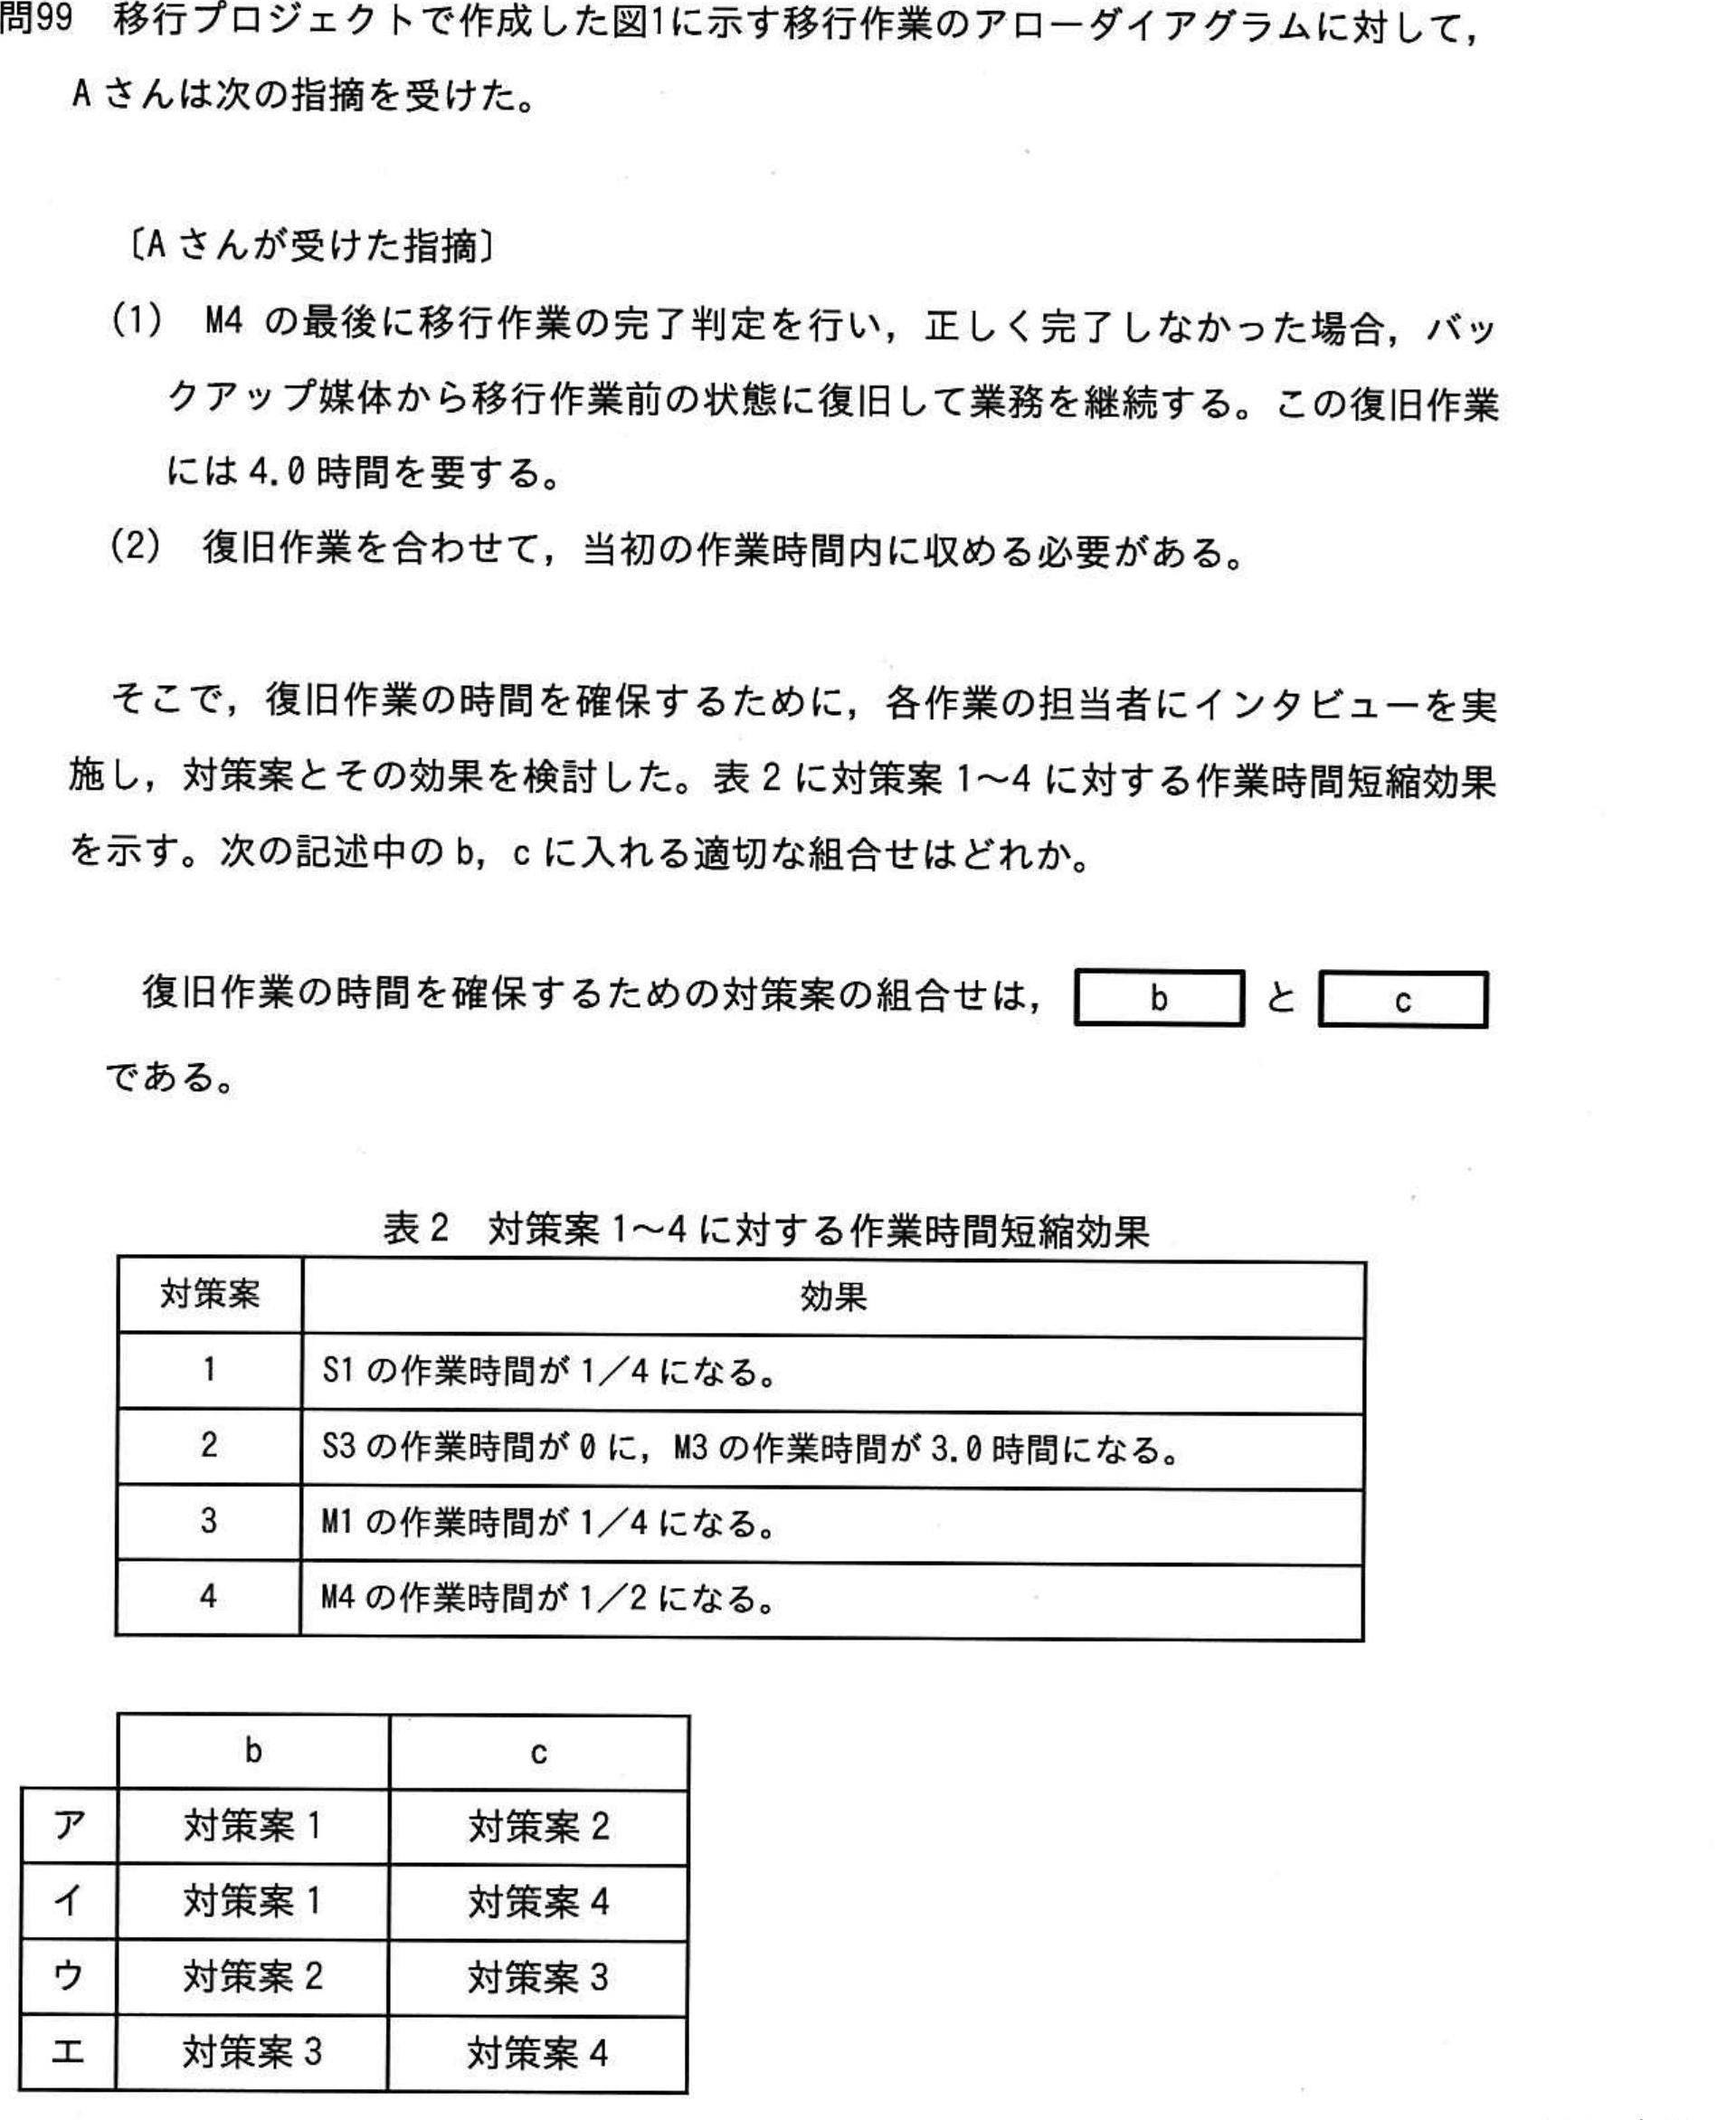 問99　移行プロジェクトで作成した図1に示す移行作業のアローダイアグラムに対して，
Aさんは次の指摘を受けた。
〔Aさんが受けた指摘〕
(1)　M4 の最後に移行作業の完了判定を行い，正しく完了しなかった場合，バッ
クアップ媒体から移行作業前の状態に復旧して業務を継続する。この復旧作業
には 4.0 時間を要する。
(2)　復旧作業を合わせて，当初の作業時間内に収める必要がある。
そこで，復旧作業の時間を確保するために，各作業の担当者にインタビューを実
施し，対策案とその効果を検討した。表 2 に対策案 1～4 に対する作業時間短縮効果
を示す。次の記述中の b，c に入れる適切な組合せはどれか。
復旧作業の時間を確保するための対策案の組合せは，　b　と　c
である。
表 2　対策案 1～4 に対する作業時間短縮効果
対策案　効果
1　S1 の作業時間が 1／4 になる。
2　S3 の作業時間が 0 に，M3 の作業時間が 3.0 時間になる。
3　M1 の作業時間が 1／4 になる。
4　M4 の作業時間が 1／2 になる。
b　c
ア　対策案 1　対策案 2
イ　対策案 1　対策案 4
ウ　対策案 2　対策案 3
エ　対策案 3　対策案 4